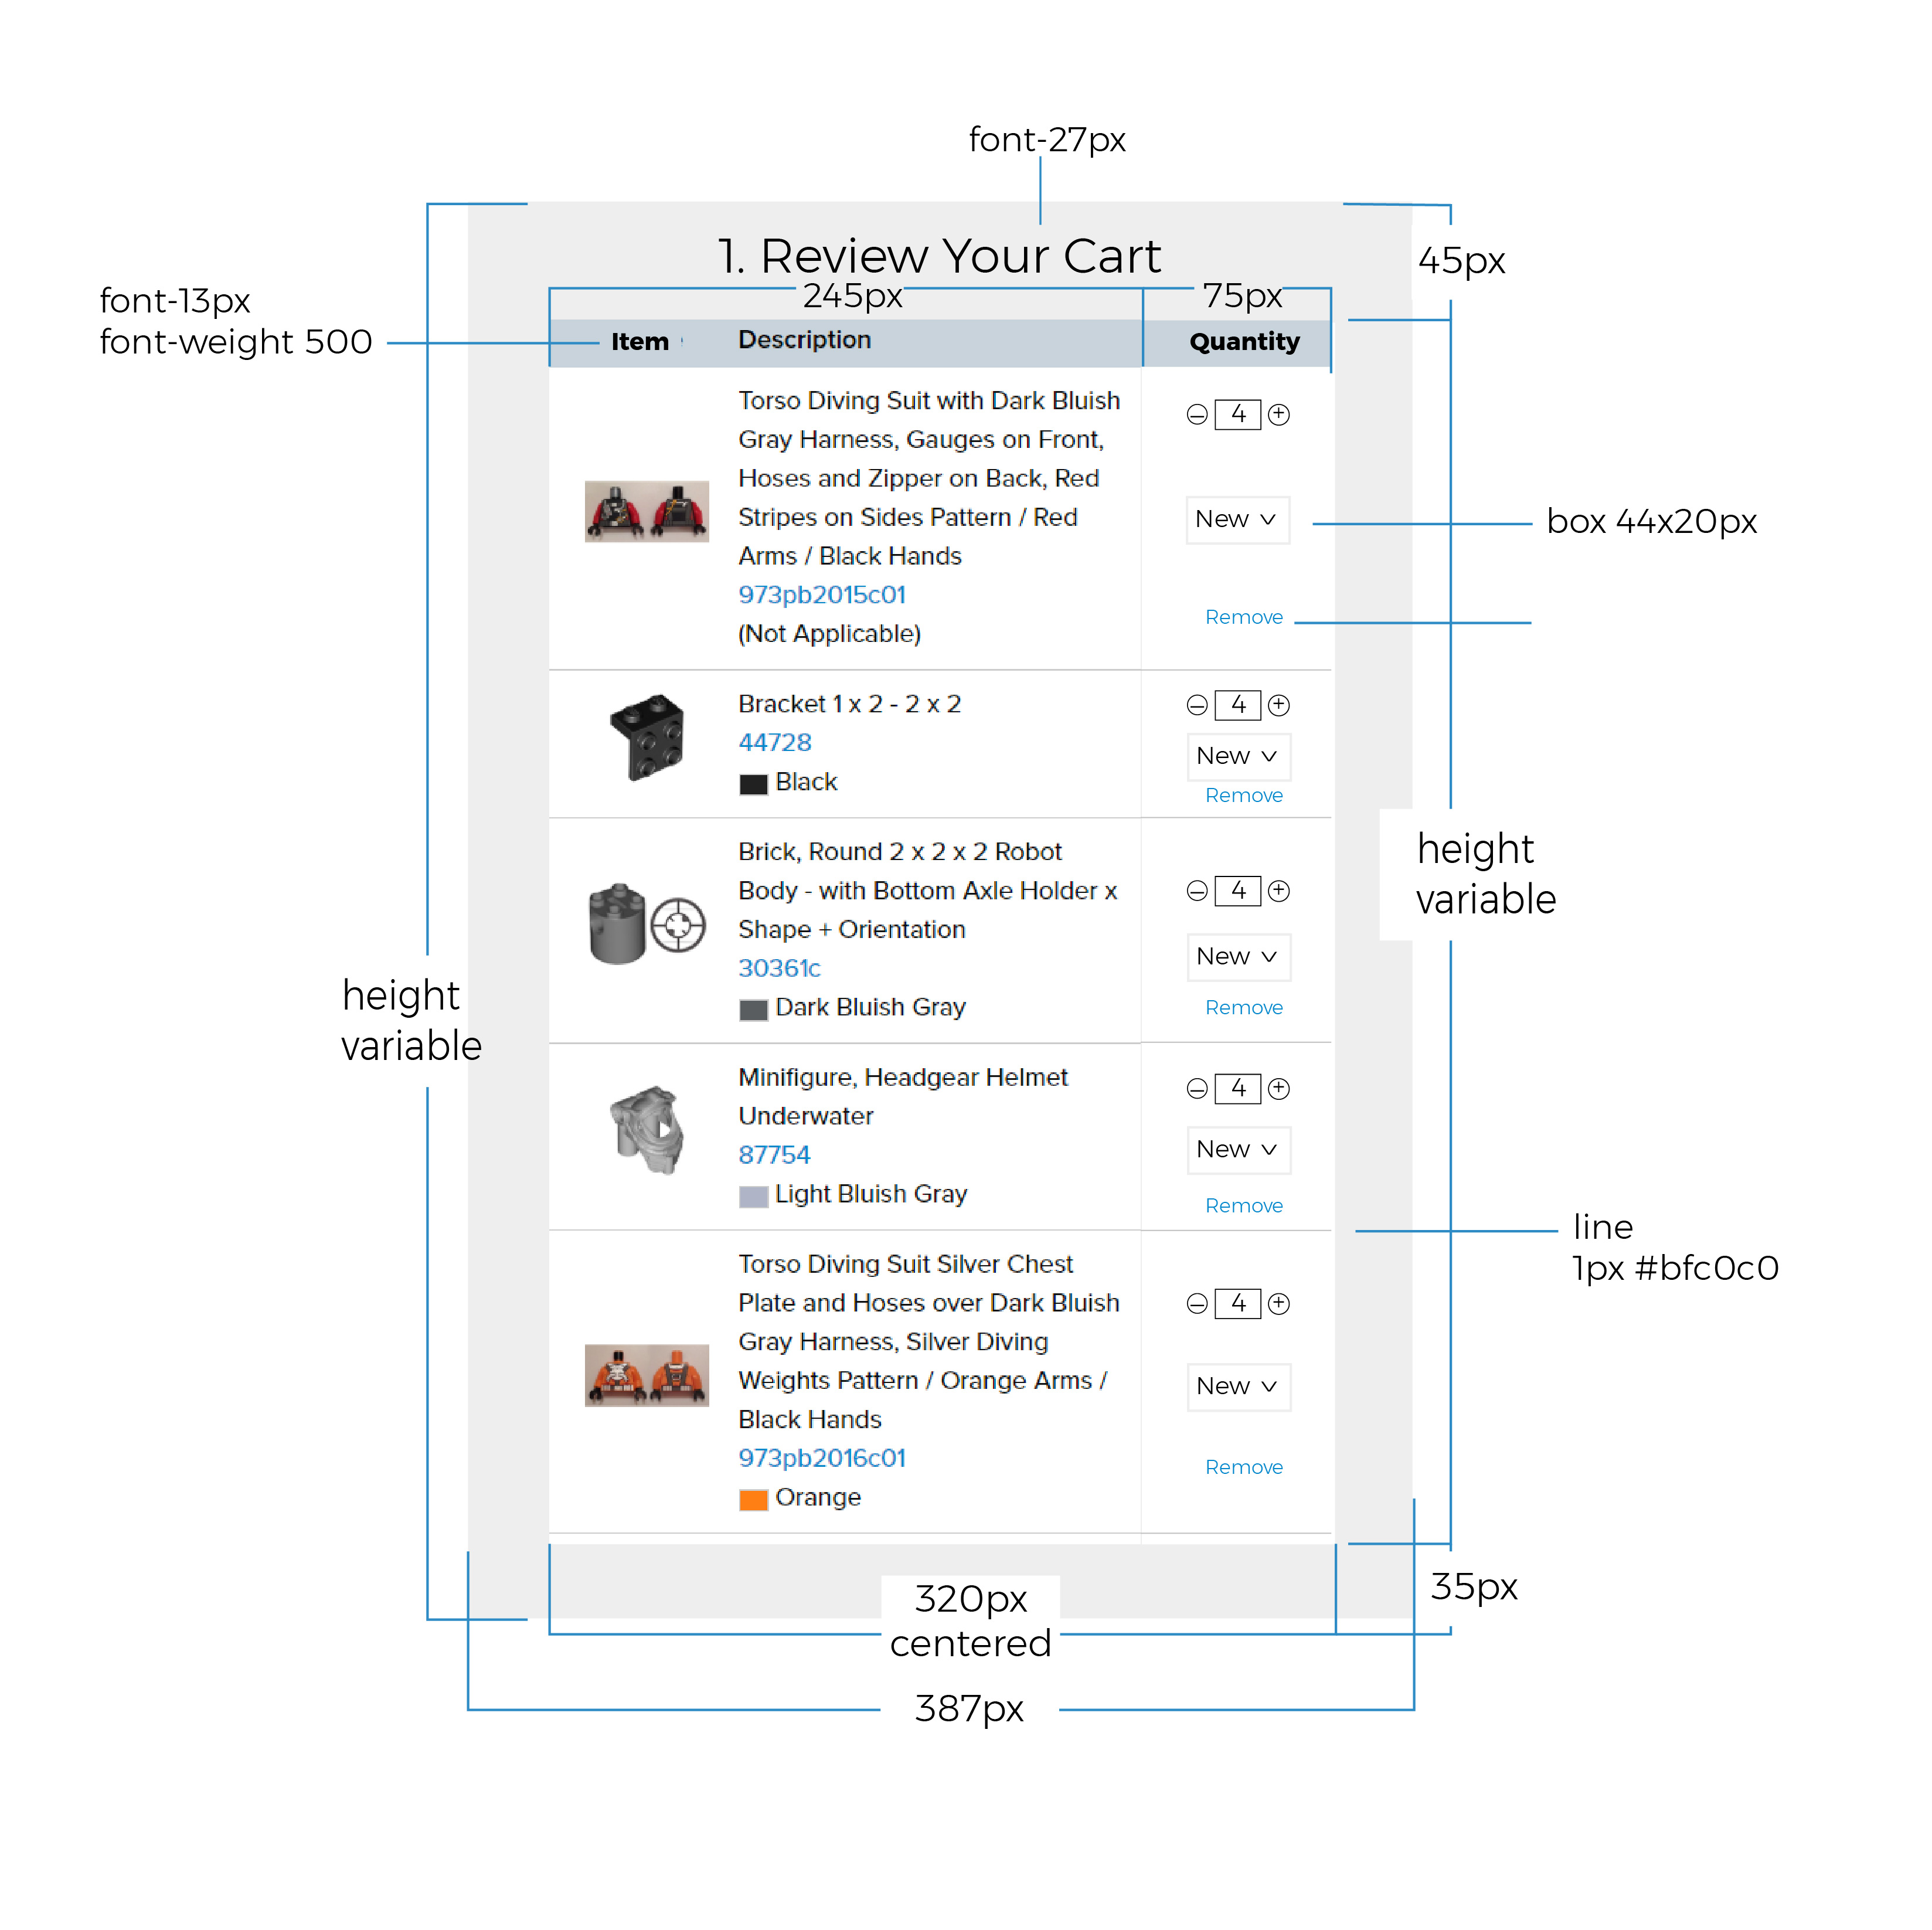 font-27px
1. Review Your Cart
45px
245px
75px
font-13px
font-weight 500
Item
Description
Quantity
Torso Diving Suit with Dark Bluish
Gray Harness, Gauges on Front,
Hoses and Zipper on Back, Red
Stripes on Sides Pattern / Red
Arms / Black Hands
973pb2015c01
(Not Applicable)
4
New
box 44x20px
Remove
Bracket 1 x 2 - 2 x 2
44728
Black
4
New
Remove
height
variable
Brick, Round 2 x 2 x 2 Robot
Body - with Bottom Axle Holder x
Shape + Orientation
30361c
Dark Bluish Gray
4
New
Remove
height
variable
Minifigure, Headgear Helmet
Underwater
87754
Light Bluish Gray
4
New
Remove
line
1px #bfc0c0
Torso Diving Suit Silver Chest
Plate and Hoses over Dark Bluish
Gray Harness, Silver Diving
Weights Pattern / Orange Arms /
Black Hands
973pb2016c01
Orange
4
New
Remove
35px
320px
centered
387px